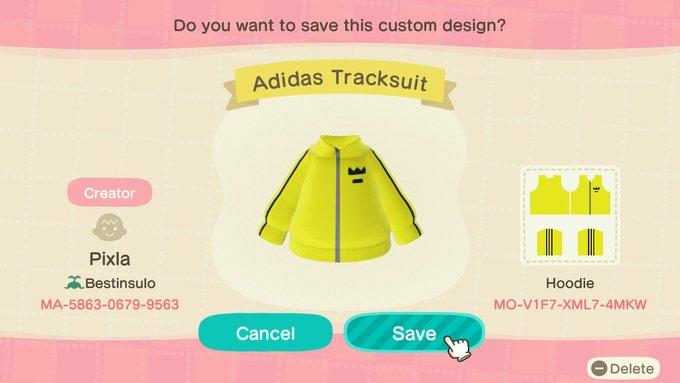 Do you want to save this custom design?
Adidas Tracksuit
Creator
Pixla
Bestinsulo
MA-5863-0679-9563
Hoodie
MO-V1F7-XML7-4MKW
Cancel
Save
Delete